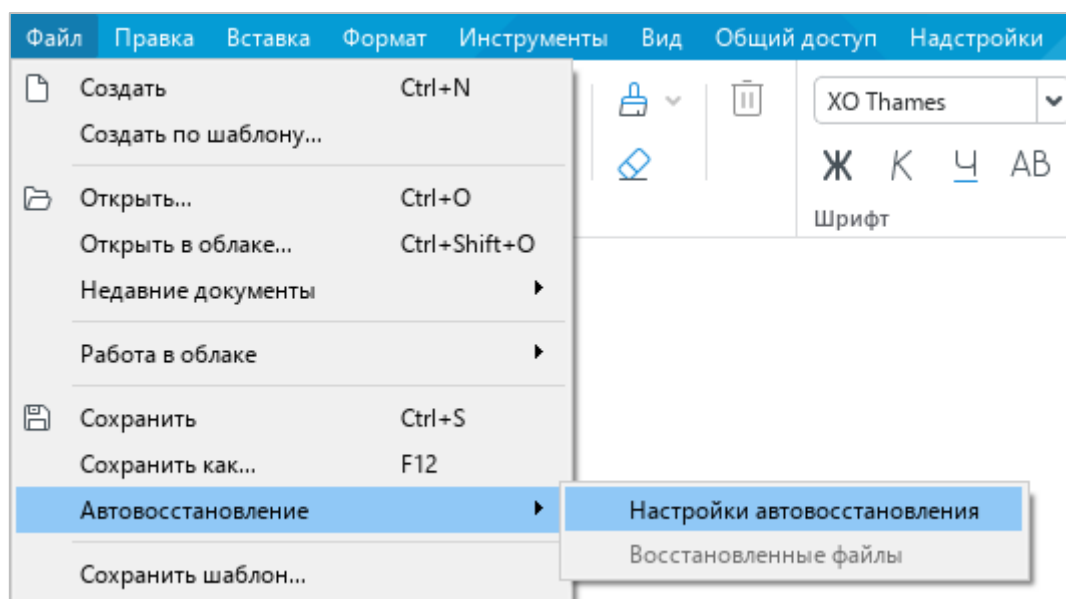 Файл Правка Вставка Формат Инструменты Вид Общий доступ Надстройки
Создать Ctrl+N
Создать по шаблону...
Открыть... Ctrl+O
Открыть в облаке... Ctrl+Shift+O
Недавние документы
Работа в облаке
Сохранить Ctrl+S
Сохранить как... F12
Автовосстановление
Сохранить шаблон...
Настройки автовосстановления
Восстановленные файлы
XO Thames
Ж К Ч АВ
Шрифт